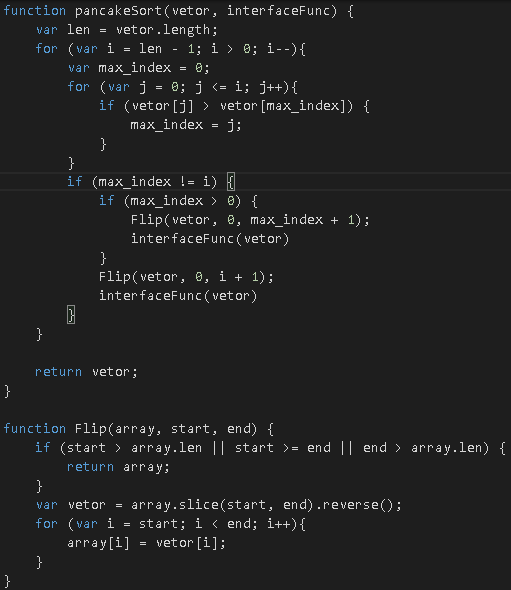 function pancakeSort(vetor, interfaceFunc) {
    var len = vetor.length;
    for (var i = len - 1; i > 0; i--){
        var max_index = 0;
        for (var j = 0; j <= i; j++){
            if (vetor[j] > vetor[max_index]) {
                max_index = j;
            }
        }
        if (max_index != i) {
            if (max_index > 0) {
                Flip(vetor, 0, max_index + 1);
                interfaceFunc(vetor)
            }
            Flip(vetor, 0, i + 1);
            interfaceFunc(vetor)
        }
    }

    return vetor;
}

function Flip(array, start, end) {
    if (start > array.len || start >= end || end > array.len) {
        return array;
    }
    var vetor = array.slice(start, end).reverse();
    for (var i = start; i < end; i++){
        array[i] = vetor[i];
    }
}